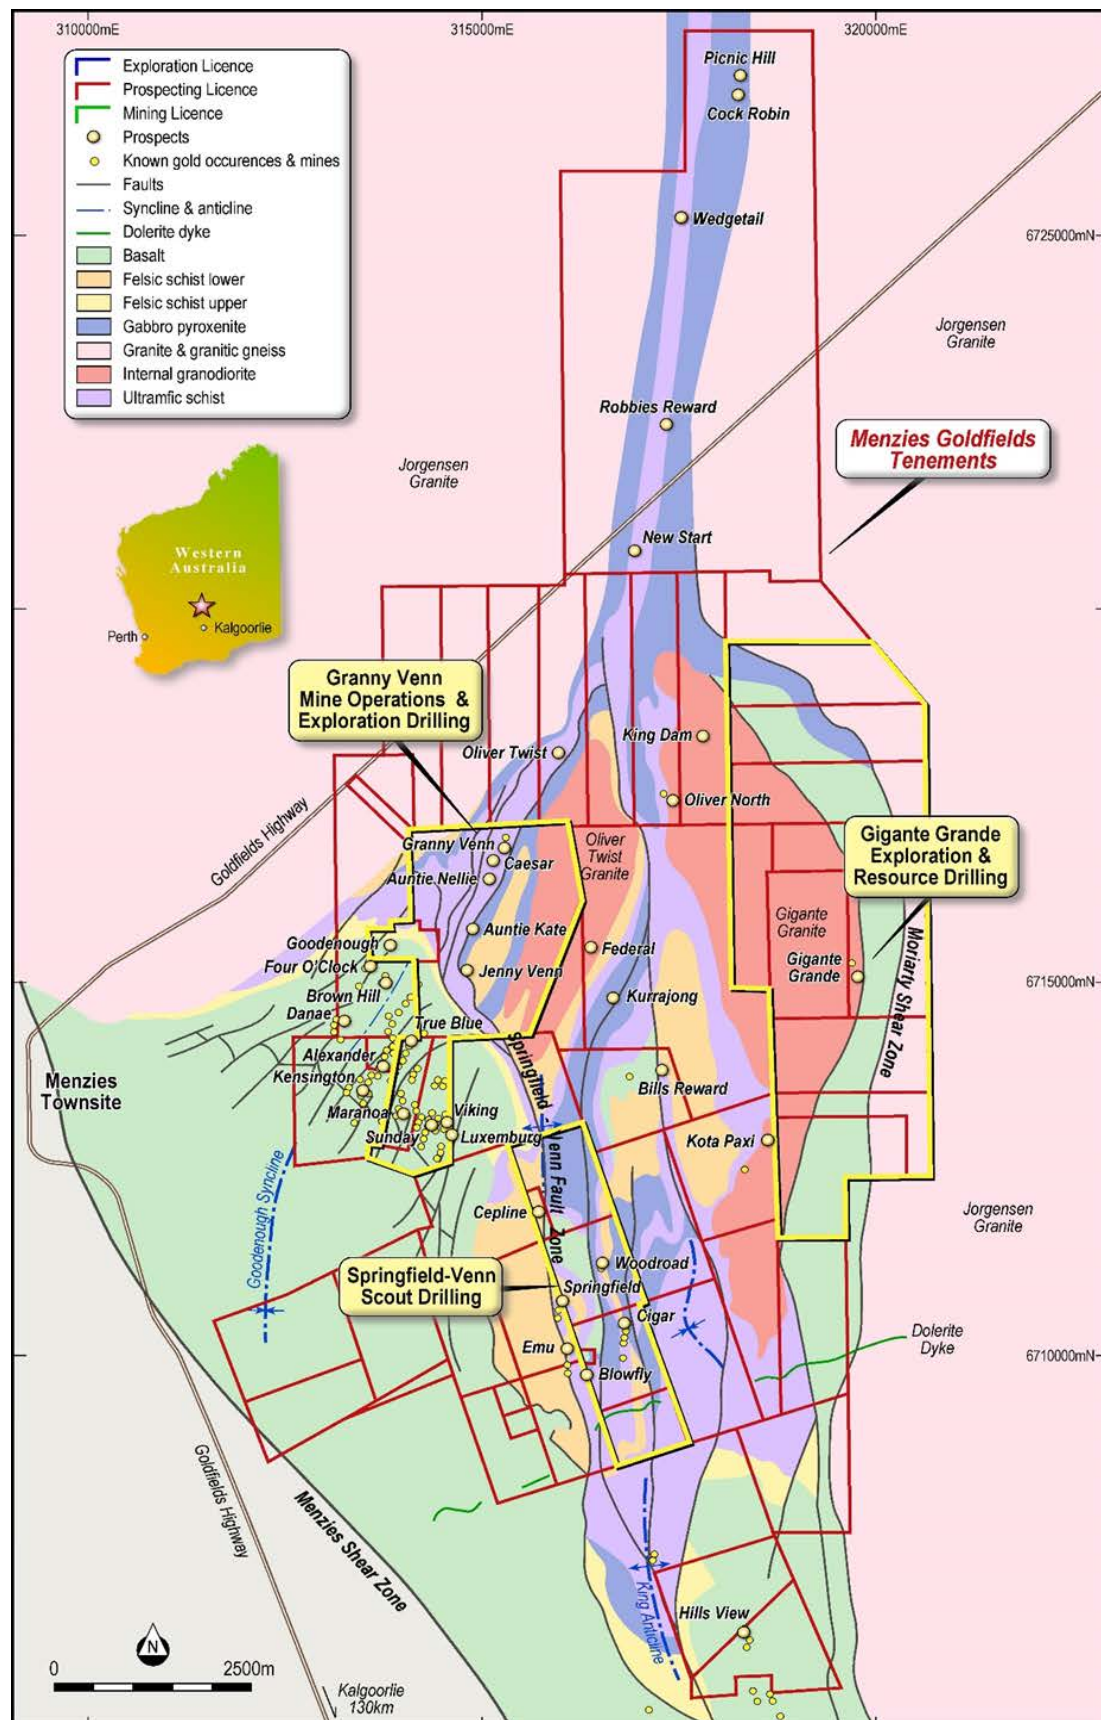 310000mE
315000mE
320000mE
Exploration Licence
Prospecting Licence
Mining Licence
Prospects
Known gold occurences & mines
Faults
Syncline & anticline
Dolerite dyke
Basalt
Felsic schist lower
Felsic schist upper
Gabbro pyroxenite
Granite & granitic gneiss
Internal granodiorite
Ultramfic schist
Picnic Hill
Cock Robin
Wedgetail
6725000mN
Jorgensen
Granite
Robbies Reward
Menzies Goldfields
Tenements
Jorgensen
Granite
New Start
Western
Australia
Perth
Kalgoorlie
Granny Venn
Mine Operations &
Exploration Drilling
Oliver Twist
King Dam
Oliver North
Goldfields Highway
Granny Venn
Caesar
Auntie Nellie
Oliver
Twist
Granite
Gigante Grande
Exploration &
Resource Drilling
Gigante
Granite
Auntie Kate
Goodenough
Federal
Four O'Clock
Jenny Venn
Gigante
Grande
Moriarty Shear Zone
6715000mN
Brown Hill
Kurrajong
Danae
True Blue
Springfield - Venn Fault Zone
Alexander
Kensington
Bills Reward
Menzies
Townsite
Maranoa
Viking
Sunday
Luxemburg
Kota Paxi
Goodenough Syncline
Cepline
Jorgensen
Granite
Woodroad
Springfield-Venn
Scout Drilling
Springfield
Cigar
Emu
Blowfly
Dolerite
Dyke
6710000mN
Goldfields Highway
Menzies Shear Zone
King Anticline
Hills View
N
0
2500m
Kalgoorlie
130km